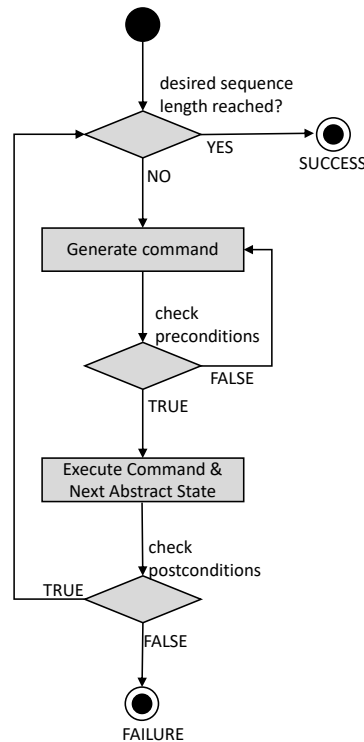 desired sequence
length reached?
YES
SUCCESS
NO
Generate command
check
preconditions
FALSE
TRUE
Execute Command &
Next Abstract State
check
postconditions
TRUE
FALSE
FAILURE